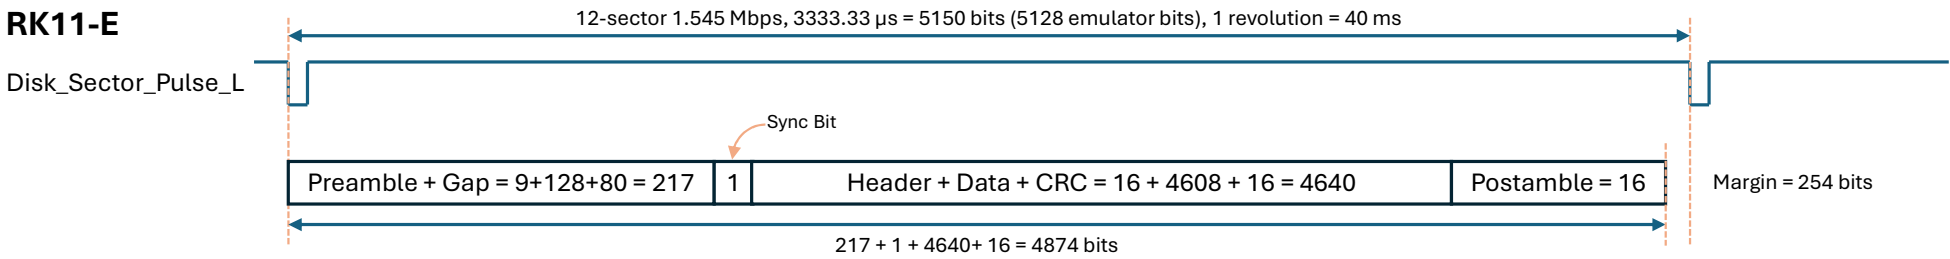 RK11-E
12-sector 1.545 Mbps, 3333.33 µs = 5150 bits (5128 emulator bits), 1 revolution = 40 ms
Disk_Sector_Pulse_L
Sync Bit
Preamble + Gap = 9+128+80 = 217
1
Header + Data + CRC = 16 + 4608 + 16 = 4640
Postamble = 16
Margin = 254 bits
217 + 1 + 4640+ 16 = 4874 bits